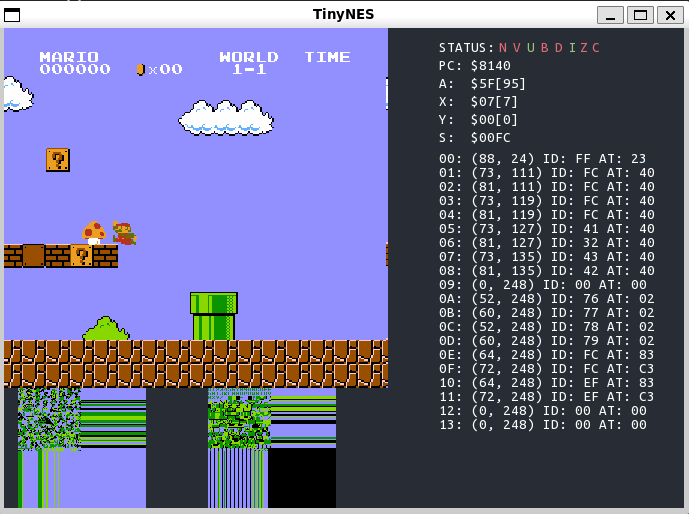 TinyNES
MARIO WORLD TIME
000000 x00 1-1
?
?
STATUS: N V U B D I Z C
PC: $8140
A: $5F[95]
X: $07[7]
Y: $00[0]
S: $00FC
00: (88, 24) ID: FF AT: 23
01: (73, 111) ID: FC AT: 40
02: (81, 111) ID: FC AT: 40
03: (73, 119) ID: FC AT: 40
04: (81, 119) ID: FC AT: 40
05: (73, 127) ID: 41 AT: 40
06: (81, 127) ID: 32 AT: 40
07: (73, 135) ID: 43 AT: 40
08: (81, 135) ID: 42 AT: 40
09: (0, 248) ID: 00 AT: 00
0A: (52, 248) ID: 76 AT: 02
0B: (60, 248) ID: 77 AT: 02
0C: (52, 248) ID: 78 AT: 02
0D: (60, 248) ID: 79 AT: 02
0E: (64, 248) ID: FC AT: 83
0F: (72, 248) ID: FC AT: C3
10: (64, 248) ID: EF AT: 83
11: (72, 248) ID: EF AT: C3
12: (0, 248) ID: 00 AT: 00
13: (0, 248) ID: 00 AT: 00